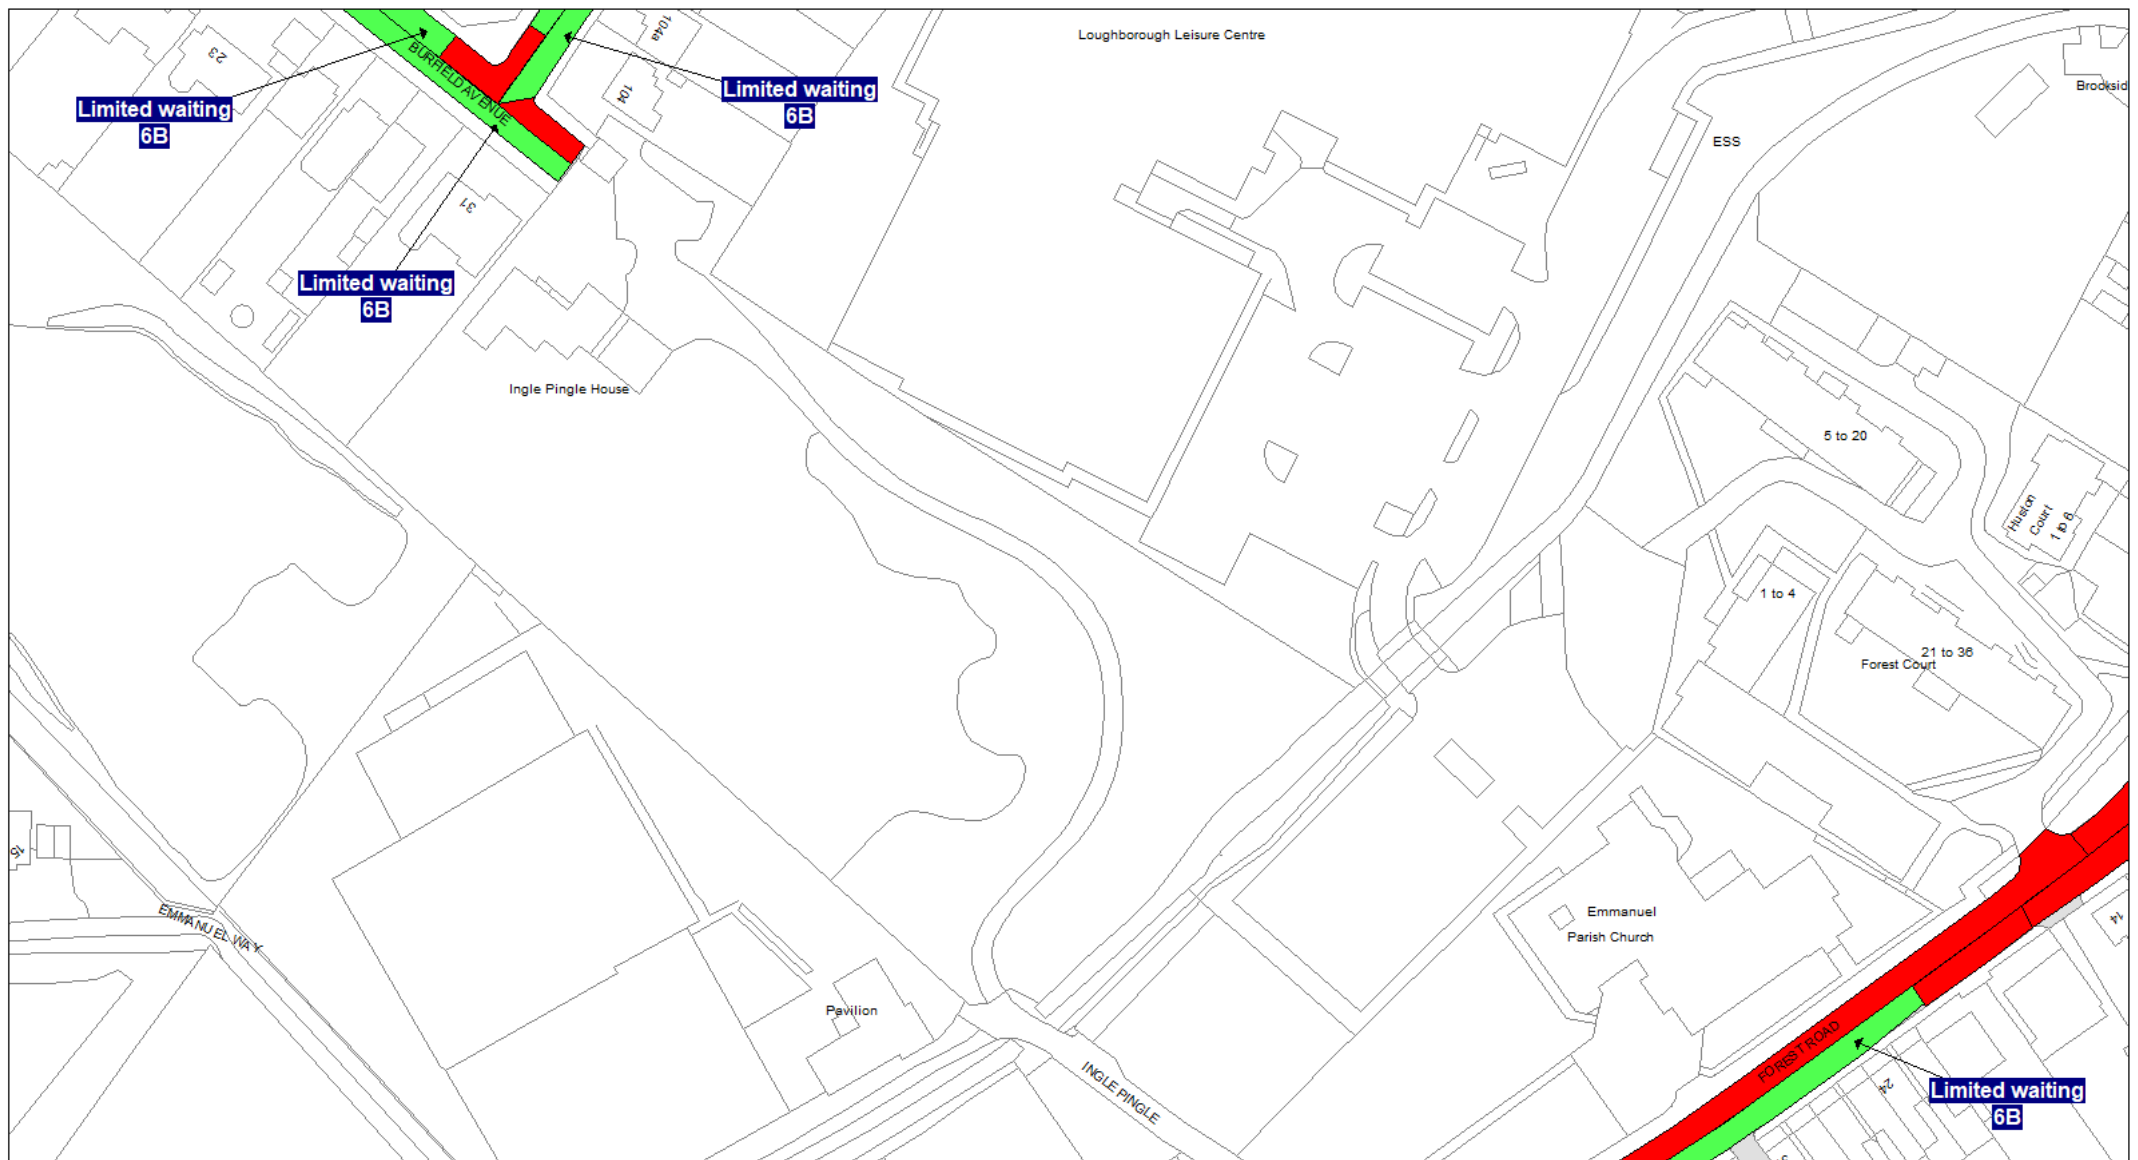 104a
Loughborough Leisure Centre
23
BURFIELD AVENUE
Limited waiting
6B
Limited waiting
6B
104
Brooksid
ESS
31
Limited waiting
6B
Ingle Pingle House
5 to 20
Huston
Court
1 to 6
1 to 4
21 to 36
Forest Court
15
EMMANUEL WAY
Emmanuel
Parish Church
14
Pavilion
INGLE PINGLE
FOREST ROAD
24
Limited waiting
6B